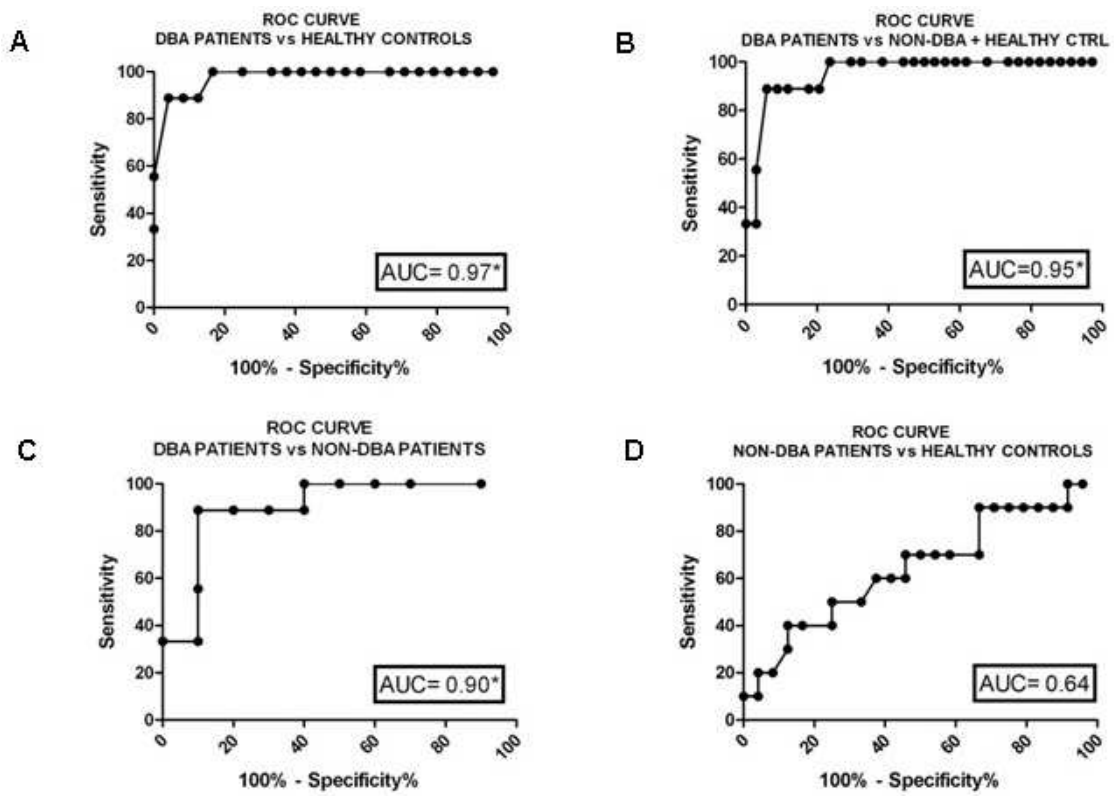 A
ROC CURVE
DBA PATIENTS vs HEALTHY CONTROLS
100
80
60
40
20
0
Sensitivity
AUC= 0.97*
0 20 40 60 80 100
100% - Specificity%
B
ROC CURVE
DBA PATIENTS vs NON-DBA + HEALTHY CTRL
100
80
60
40
20
0
Sensitivity
AUC=0.95*
0 20 40 60 80 100
100% - Specificity%
C
ROC CURVE
DBA PATIENTS vs NON-DBA PATIENTS
100
80
60
40
20
0
Sensitivity
AUC= 0.90*
0 20 40 60 80 100
100% - Specificity%
D
ROC CURVE
NON-DBA PATIENTS vs HEALTHY CONTROLS
100
80
60
40
20
0
Sensitivity
AUC= 0.64
0 20 40 60 80 100
100% - Specificity%